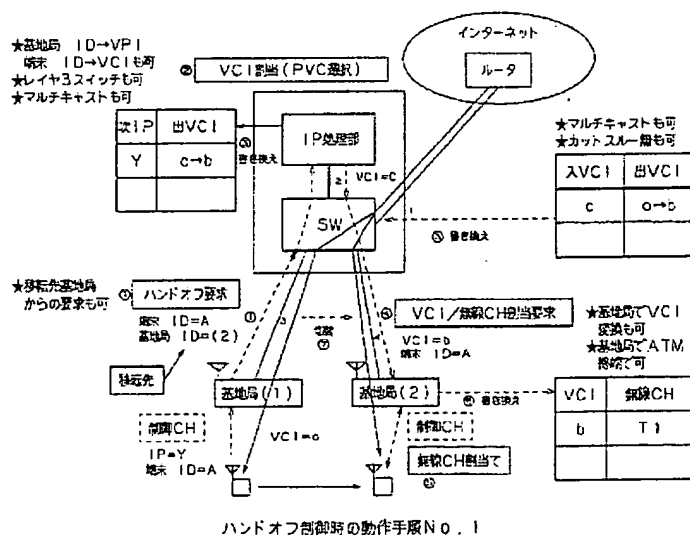 インターネット
ルータ
★基地局 ID→VPI
端末 ID→VCIも可
★レイヤ3スイッチも可
★マルチキャストも可
② VCI割当(PVC選択)
次IP 出VCI
Y c→b
③
書き換え
IP処理部
2
VCI=C
SW
1
★マルチキャストも可
★カットスルー無も可
入VCI 出VCI
c a→b
⑤ 書き換え
★移転先基地局
からの要求も可
① ハンドオフ要求
端末 ID=A
基地局 ID=(2)
①
3
⑦
4
⑥ VCI/無線CH割当要求
VCI=b
端末 ID=A
★基地局でVCI
変換も可
★基地局でATM
終端で可
移転先
基地局(1)
基地局(2)
書き換え
VCI 無線CH
b T1
制御CH
IP=Y
端末 ID=A
VCI=a
制御CH
無線CH割当て
ハンドオフ制御時の動作手順No.1